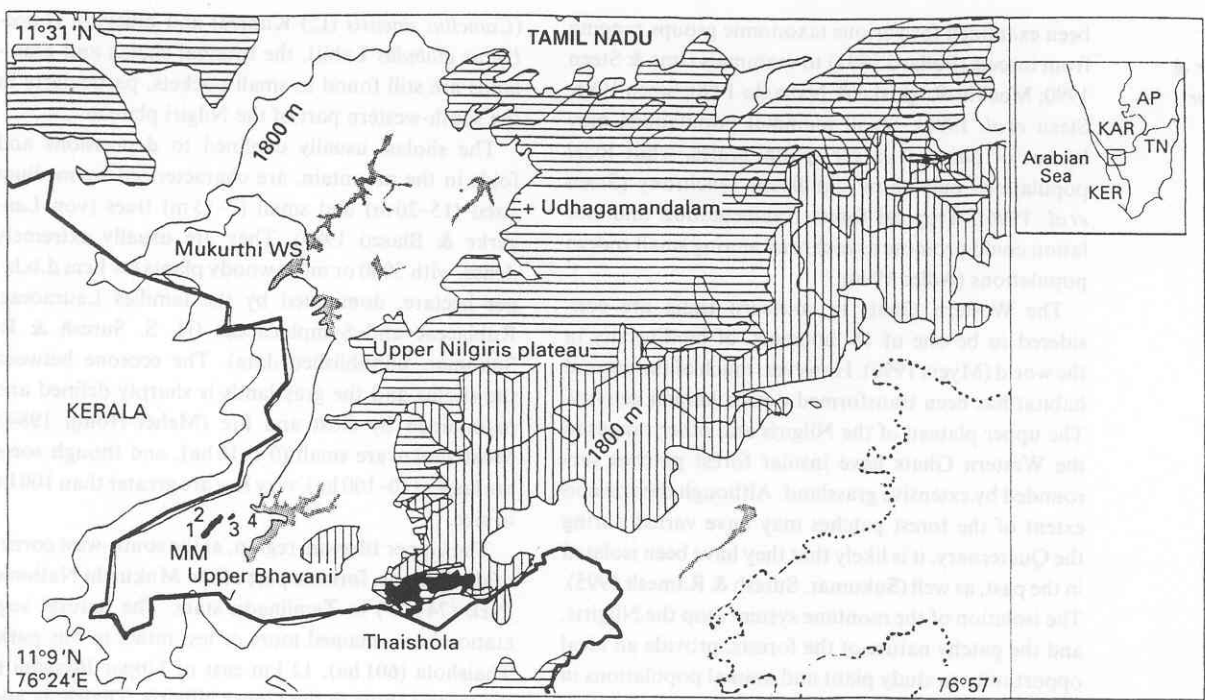 11°31'N
TAMIL NADU
1800 m
AP
KAR
TN
Arabian
Sea
KER
+ Udhagamandalam
Mukurthi WS
Upper Nilgiris plateau
KERALA
1800 m
2
1
3
4
MM
Upper Bhavani
Thaishola
11°9'N
76°24'E
76°57'